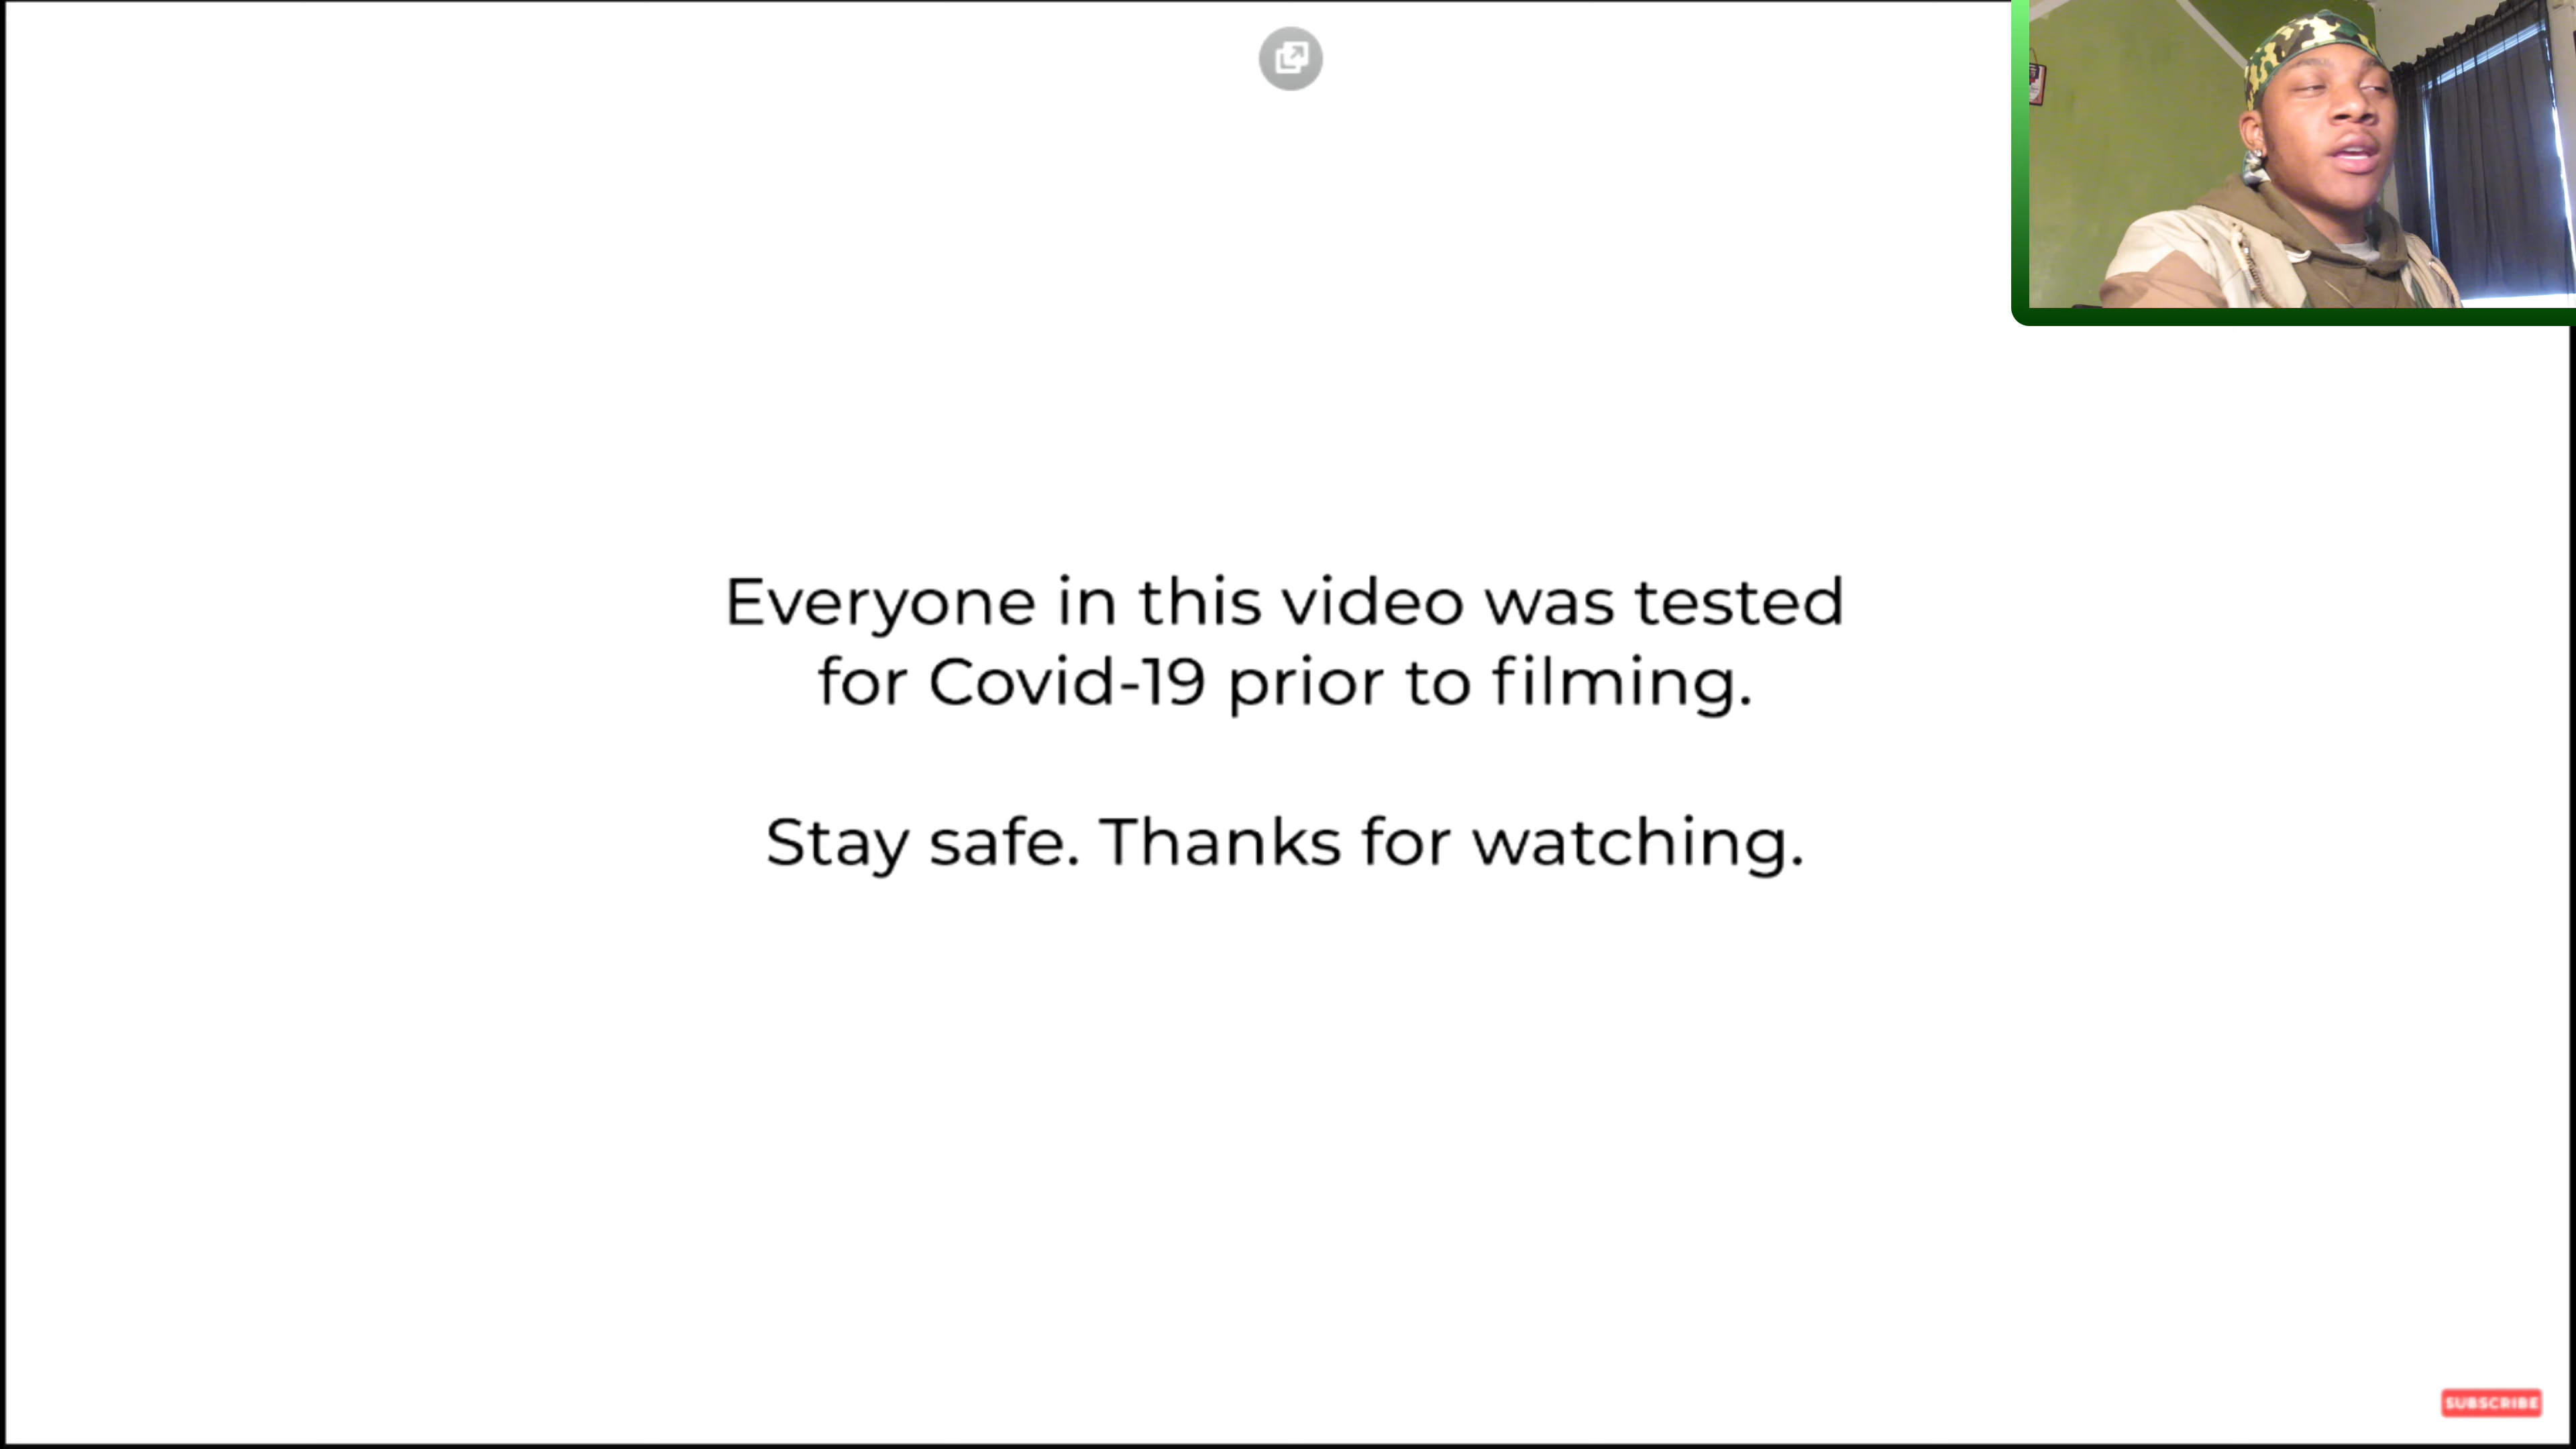 Everyone in this video was tested
for Covid-19 prior to filming.
Stay safe. Thanks for watching.
SUBSCRIBE